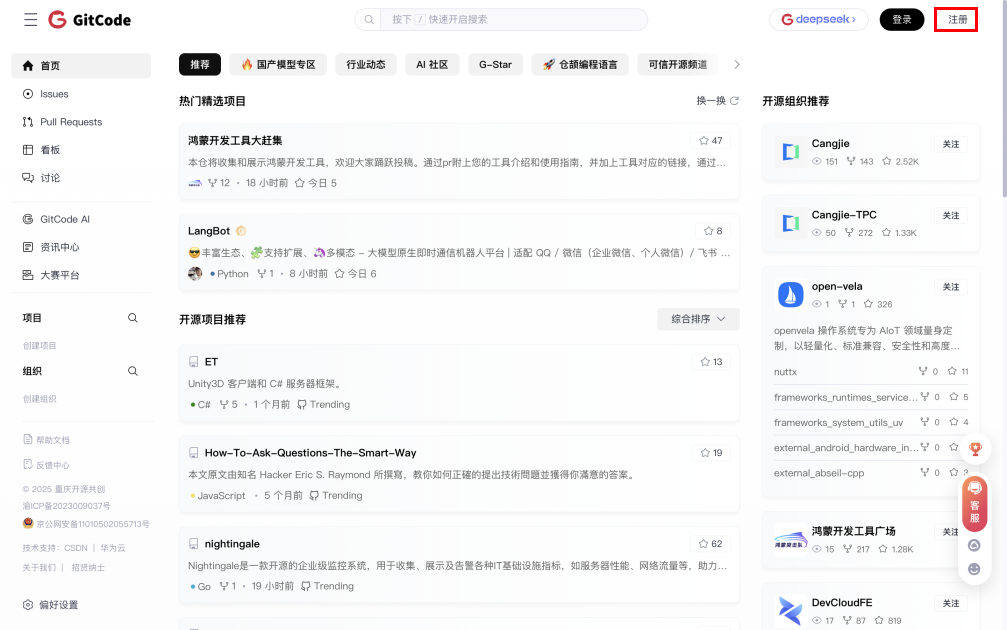 GitCode
按下 / 快速开启搜索
deepseek
登录
注册
首页
Issues
Pull Requests
看板
讨论
GitCode AI
资讯中心
大赛平台
项目
创建项目
组织
创建组织
帮助文档
反馈中心
© 2025 重庆开源共创
渝ICP备2023009037号
京公网安备11010502055713号
技术支持：CSDN | 华为云
关于我们 | 招贤纳士
偏好设置
推荐
国产模型专区
行业动态
AI 社区
G-Star
仓颉编程语言
可信开源频道
热门精选项目
换一换
鸿蒙开发工具大赶集
47
本仓将收集和展示鸿蒙开发工具，欢迎大家踊跃投稿。通过pr附上您的工具介绍和使用指南，并加上工具对应的链接，通过…
12 · 18 小时前 今日 5
LangBot
8
丰富生态、支持扩展、多模态 - 大模型原生即时通信机器人平台 | 适配 QQ / 微信（企业微信、个人微信）/ 飞书 …
Python 1 · 8 小时前 今日 6
开源项目推荐
综合排序
ET
13
Unity3D 客户端和 C# 服务器框架。
C# 5 · 1 个月前 Trending
How-To-Ask-Questions-The-Smart-Way
19
本文原文由知名 Hacker Eric S. Raymond 所撰寫，教你如何正確的提出技術問題並獲得你滿意的答案。
JavaScript · 5 个月前 Trending
nightingale
62
Nightingale是一款开源的企业级监控系统，用于收集、展示及告警各种IT基础设施指标，如服务器性能、网络流量等，助力…
Go 1 · 19 小时前 Trending
开源组织推荐
Cangjie
关注
151 143 2.52K
Cangjie-TPC
关注
50 272 1.33K
open-vela
关注
1 1 326
openvela 操作系统专为 AIoT 领域量身定
制，以轻量化、标准兼容、安全性和高度…
nuttx 0 11
frameworks_runtimes_service… 0 5
frameworks_system_utils_uv 0 4
external_android_hardware_in… 0
external_abseil-cpp 0 3
客服
鸿蒙突击队
鸿蒙开发工具广场
关注
15 217 1.28K
DevCloudFE
关注
17 87 819